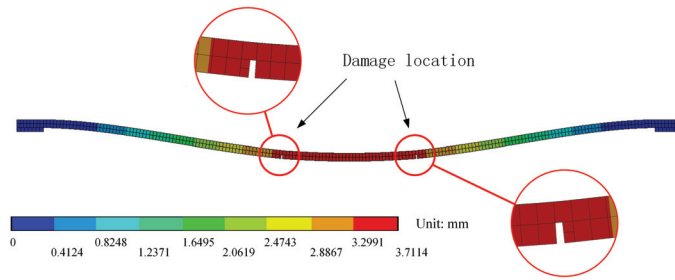 Damage location
Unit: mm
0 0.8248 1.6495 2.4743 3.2991
0.4124 1.2371 2.0619 2.8867 3.7114